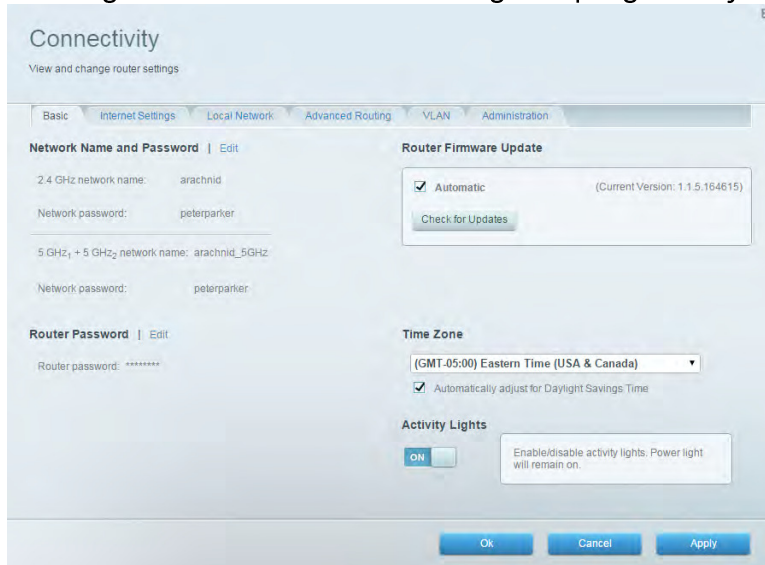 Connectivity
View and change router settings
Basic Internet Settings Local Network Advanced Routing VLAN Administration
Network Name and Password | Edit
2.4 GHz network name: arachnid
Network password: peterparker
5 GHz1 + 5 GHz2 network name: arachnid_5GHz
Network password: peterparker
Router Password | Edit
Router password: ********
Router Firmware Update
Automatic (Current Version: 1.1.5.164615)
Check for Updates
Time Zone
(GMT-05:00) Eastern Time (USA & Canada)
Automatically adjust for Daylight Savings Time
Activity Lights
ON
Enable/disable activity lights. Power light
will remain on.
Ok Cancel Apply